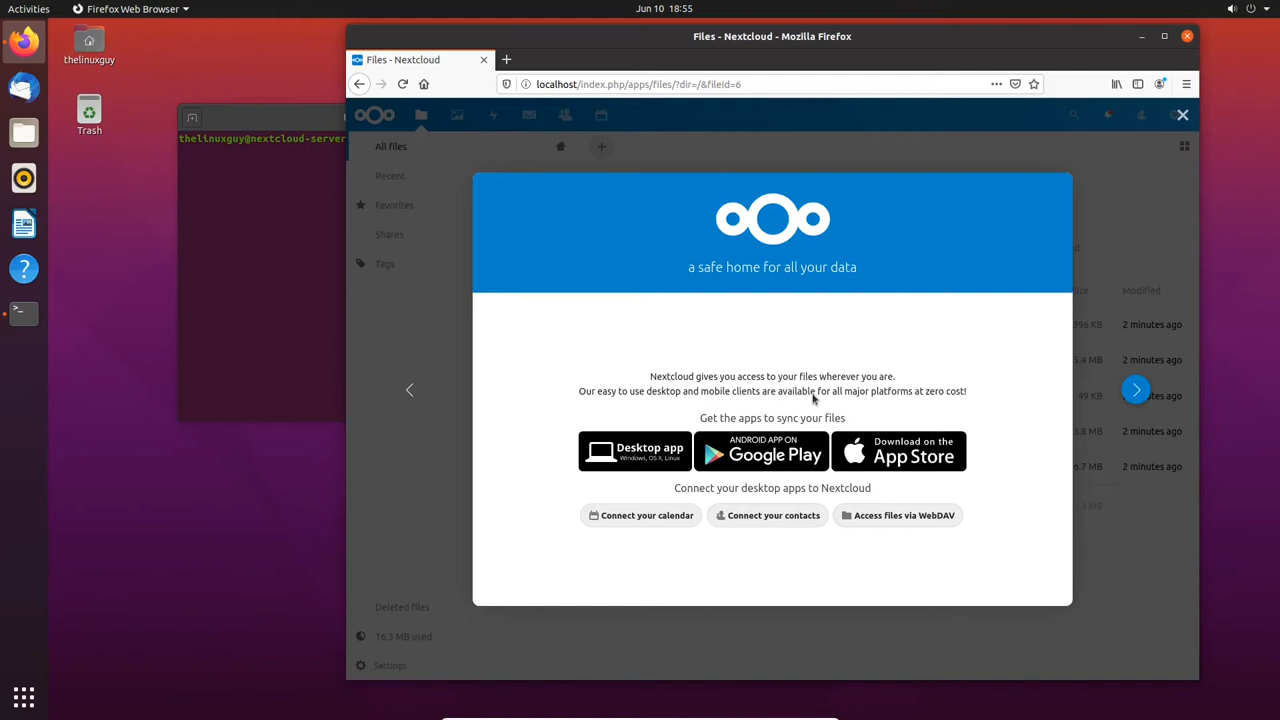 Activities
Firefox Web Browser
Jun 10 18:55
thelinuxguy
Trash
thelinuxguy@nextcloud-server
Files - Nextcloud - Mozilla Firefox
Files - Nextcloud
localhost/index.php/apps/files/?dir=/&fileid=6
All files
Recent
Favorites
Shares
Tags
Deleted files
16.3 MB used
Settings
a safe home for all your data
Nextcloud gives you access to your files wherever you are.
Our easy to use desktop and mobile clients are available for all major platforms at zero cost!
Get the apps to sync your files
Desktop app
Windows, OS X, Linux
ANDROID APP ON
Google Play
Download on the
App Store
Connect your desktop apps to Nextcloud
Connect your calendar
Connect your contacts
Access files via WebDAV
Modified
2 minutes ago
49 KB 2 minutes ago
2 minutes ago
2 minutes ago
2 minutes ago